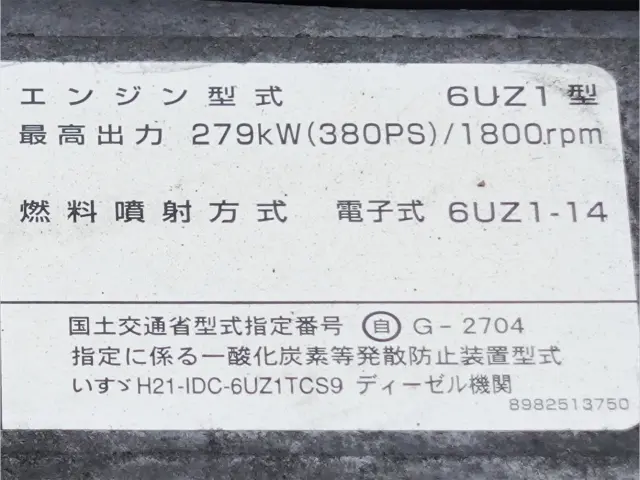 エンジン型式 6UZ1型
最高出力 279kW(380PS)/1800rpm
燃料噴射方式 電子式 6UZ1-14
国土交通省型式指定番号 ㊜ G-2704
指定に係る一酸化炭素等発散防止装置型式
いすゞH21-IDC-6UZ1TCS9 ディーゼル機関
8982513750